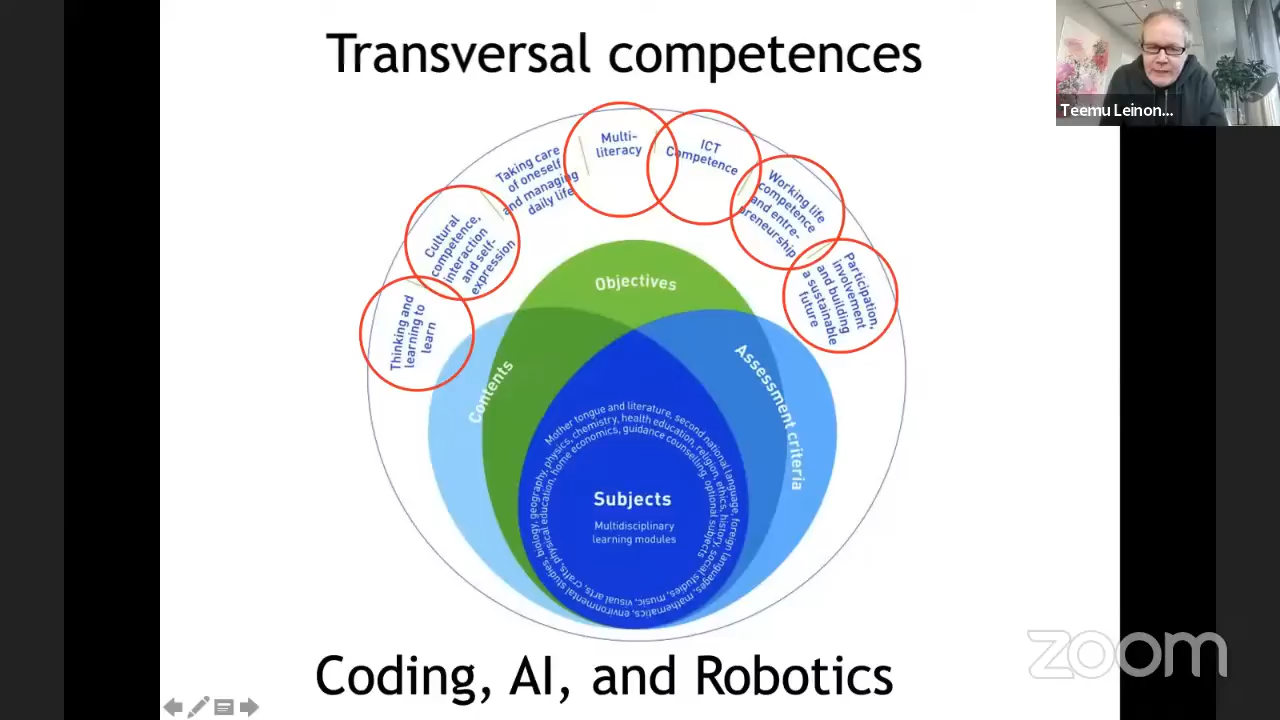 Transversal competences
Teemu Leinon...
Thinking and
learning to
learn
Cultural
competence,
interaction
and self-
expression
Taking care
of oneself
and managing
daily life
Multi-
literacy
ICT
Competence
Working life
competence
and entre-
preneurship
Participation,
involvement
and building
a sustainable
future
Objectives
Contents
Assessment criteria
Mother tongue and literature, second national language, foreign languages, mathematics, environmental studies, biology, geography, physics, chemistry, health education, religion, ethics, history, social studies, music, visual arts, crafts, physical education, home economics, guidance counselling, optional subjects
Subjects
Multidisciplinary
learning modules
Coding, AI, and Robotics
zoom